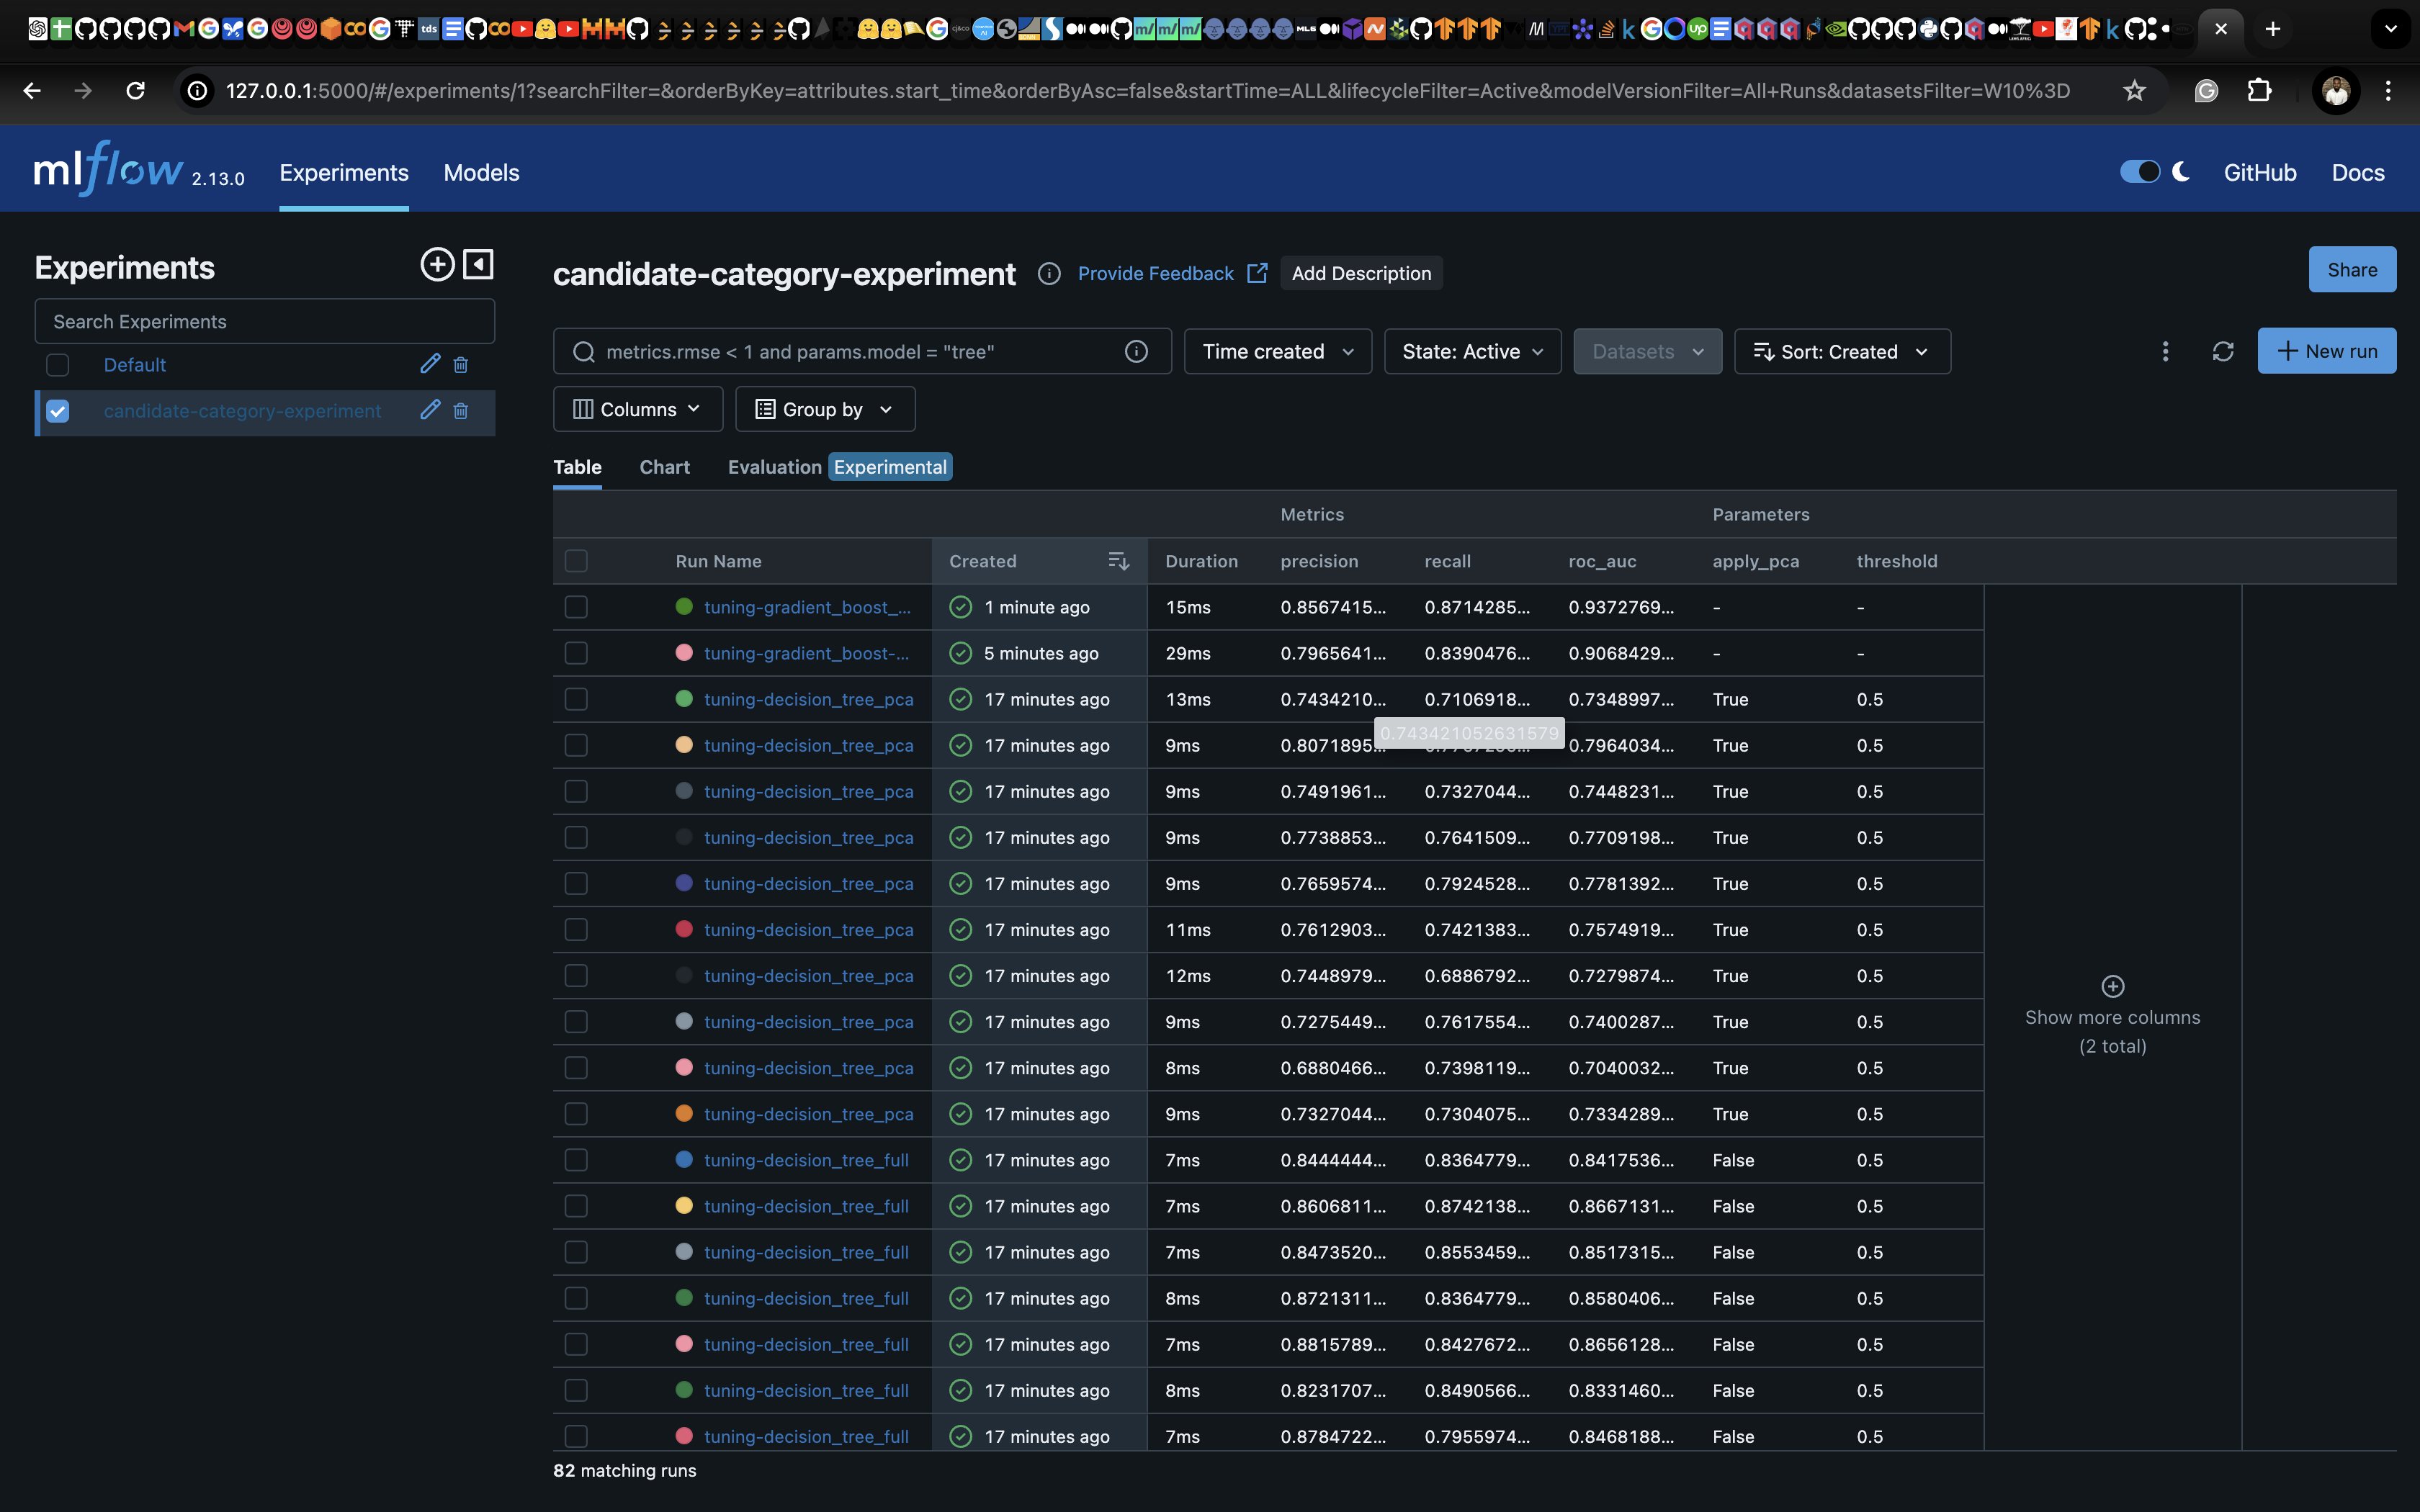 127.0.0.1:5000/#/experiments/1?searchFilter=&orderByKey=attributes.start_time&orderByAsc=false&startTime=ALL&lifecycleFilter=Active&modelVersionFilter=All+Runs&datasetsFilter=W10%3D
mlflow 2.13.0 Experiments Models GitHub Docs
Experiments
Search Experiments
Default
candidate-category-experiment
candidate-category-experiment Provide Feedback Add Description Share
metrics.rmse < 1 and params.model = "tree" Time created State: Active Datasets Sort: Created New run
Columns Group by
Table Chart Evaluation Experimental
Metrics Parameters
Run Name Created Duration precision recall roc_auc apply_pca threshold
tuning-gradient_boost_... 1 minute ago 15ms 0.8567415... 0.8714285... 0.9372769... - -
tuning-gradient_boost-... 5 minutes ago 29ms 0.7965641... 0.8390476... 0.9068429... - -
tuning-decision_tree_pca 17 minutes ago 13ms 0.7434210... 0.7106918... 0.7348997... True 0.5
0.743421052631579
tuning-decision_tree_pca 17 minutes ago 9ms 0.8071895... 0.7964034... True 0.5
tuning-decision_tree_pca 17 minutes ago 9ms 0.7491961... 0.7327044... 0.7448231... True 0.5
tuning-decision_tree_pca 17 minutes ago 9ms 0.7738853... 0.7641509... 0.7709198... True 0.5
tuning-decision_tree_pca 17 minutes ago 9ms 0.7659574... 0.7924528... 0.7781392... True 0.5
tuning-decision_tree_pca 17 minutes ago 11ms 0.7612903... 0.7421383... 0.7574919... True 0.5
tuning-decision_tree_pca 17 minutes ago 12ms 0.7448979... 0.6886792... 0.7279874... True 0.5
tuning-decision_tree_pca 17 minutes ago 9ms 0.7275449... 0.7617554... 0.7400287... True 0.5
tuning-decision_tree_pca 17 minutes ago 8ms 0.6880466... 0.7398119... 0.7040032... True 0.5
tuning-decision_tree_pca 17 minutes ago 9ms 0.7327044... 0.7304075... 0.7334289... True 0.5
tuning-decision_tree_full 17 minutes ago 7ms 0.8444444... 0.8364779... 0.8417536... False 0.5
tuning-decision_tree_full 17 minutes ago 7ms 0.8606811... 0.8742138... 0.8667131... False 0.5
tuning-decision_tree_full 17 minutes ago 7ms 0.8473520... 0.8553459... 0.8517315... False 0.5
tuning-decision_tree_full 17 minutes ago 8ms 0.8721311... 0.8364779... 0.8580406... False 0.5
tuning-decision_tree_full 17 minutes ago 7ms 0.8815789... 0.8427672... 0.8656128... False 0.5
tuning-decision_tree_full 17 minutes ago 8ms 0.8231707... 0.8490566... 0.8331460... False 0.5
tuning-decision_tree_full 17 minutes ago 7ms 0.8784722... 0.7955974... 0.8468188... False 0.5
Show more columns
(2 total)
82 matching runs